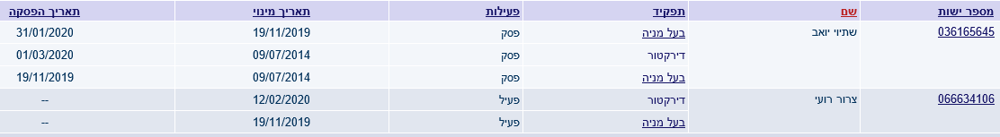 מספר ישות שם תפקיד פעילות תאריך מינוי תאריך הפסקה
036165645 שתיוי יואב בעל מניה פסק 19/11/2019 31/01/2020
דירקטור פסק 09/07/2014 01/03/2020
בעל מניה פסק 09/07/2014 19/11/2019
066634106 צרור רועי דירקטור פעיל 12/02/2020 --
בעל מניה פעיל 19/11/2019 --